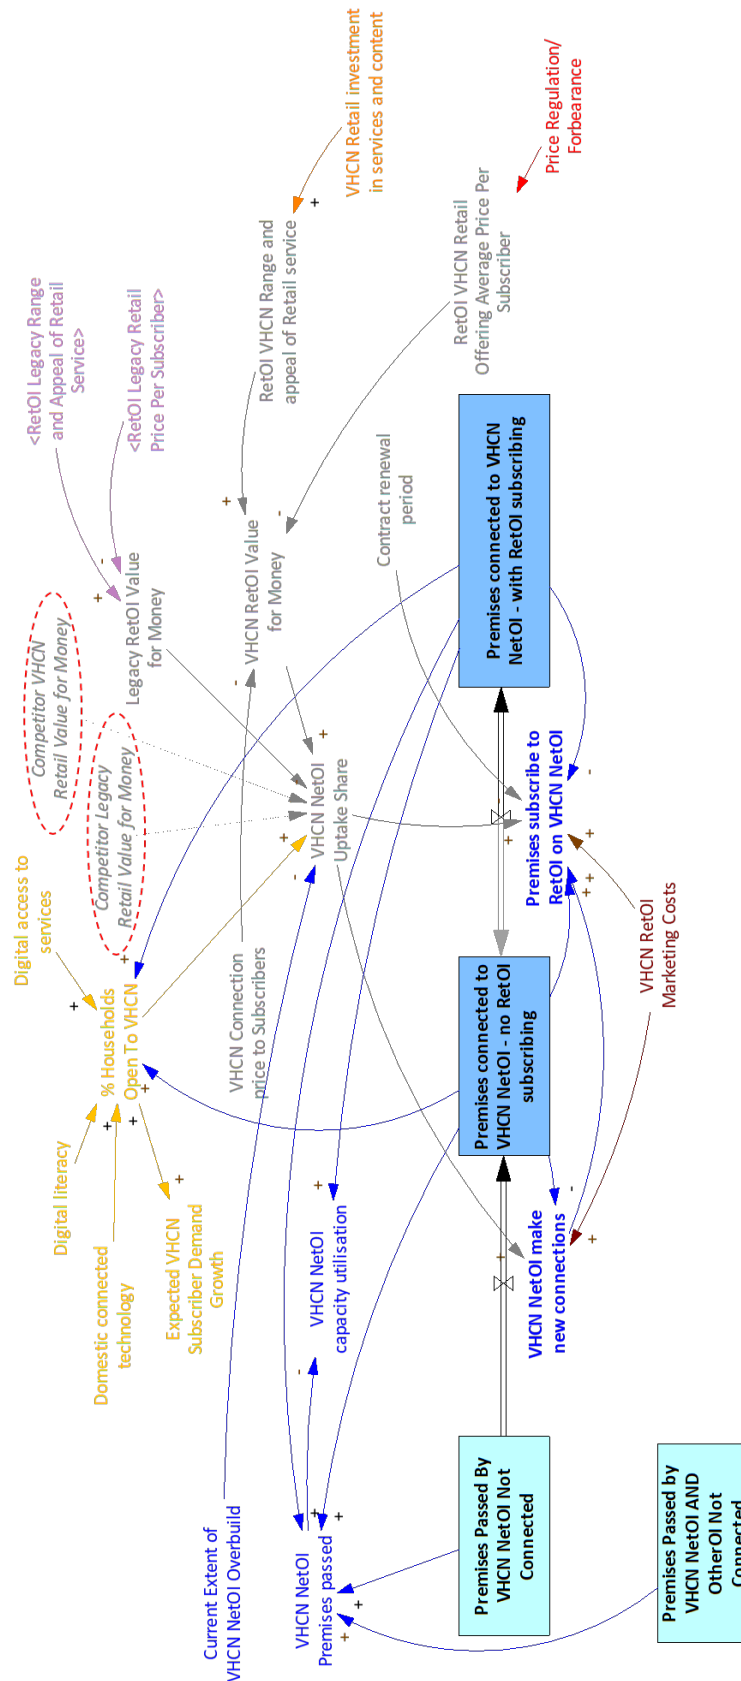 <RetOI Legacy Range
and Appeal of Retail
Service>
<RetOI Legacy Retail
Price Per Subscriber>
VHCN Retail investment
in services and content
Price Regulation/
Forbearance
RetOI VHCN Range and
appeal of Retail service
RetOI VHCN Retail
Offering Average Price Per
Subscriber
Competitor VHCN
Retail Value for Money
Competitor Legacy
Retail Value for Money
Legacy RetOI Value
for Money
VHCN RetOI Value
for Money
Contract renewal
period
Digital access to
services
Digital literacy
Domestic connected
technology
% Households
Open To VHCN
Expected VHCN
Subscriber Demand
Growth
VHCN NetOI
Uptake Share
VHCN Connection
price to Subscribers
VHCN NetOI
capacity utilisation
Current Extent of
VHCN NetOI Overbuild
VHCN NetOI
Premises passed
Premises connected to VHCN
NetOI - with RetOI subscribing
Premises subscribe to
RetOI on VHCN NetOI
Premises connected to
VHCN NetOI - no RetOI
subscribing
VHCN RetOI
Marketing Costs
VHCN NetOI make
new connections
Premises Passed By
VHCN NetOI Not
Connected
Premises Passed by
VHCN NetOI AND
OtherOI Not
Connected